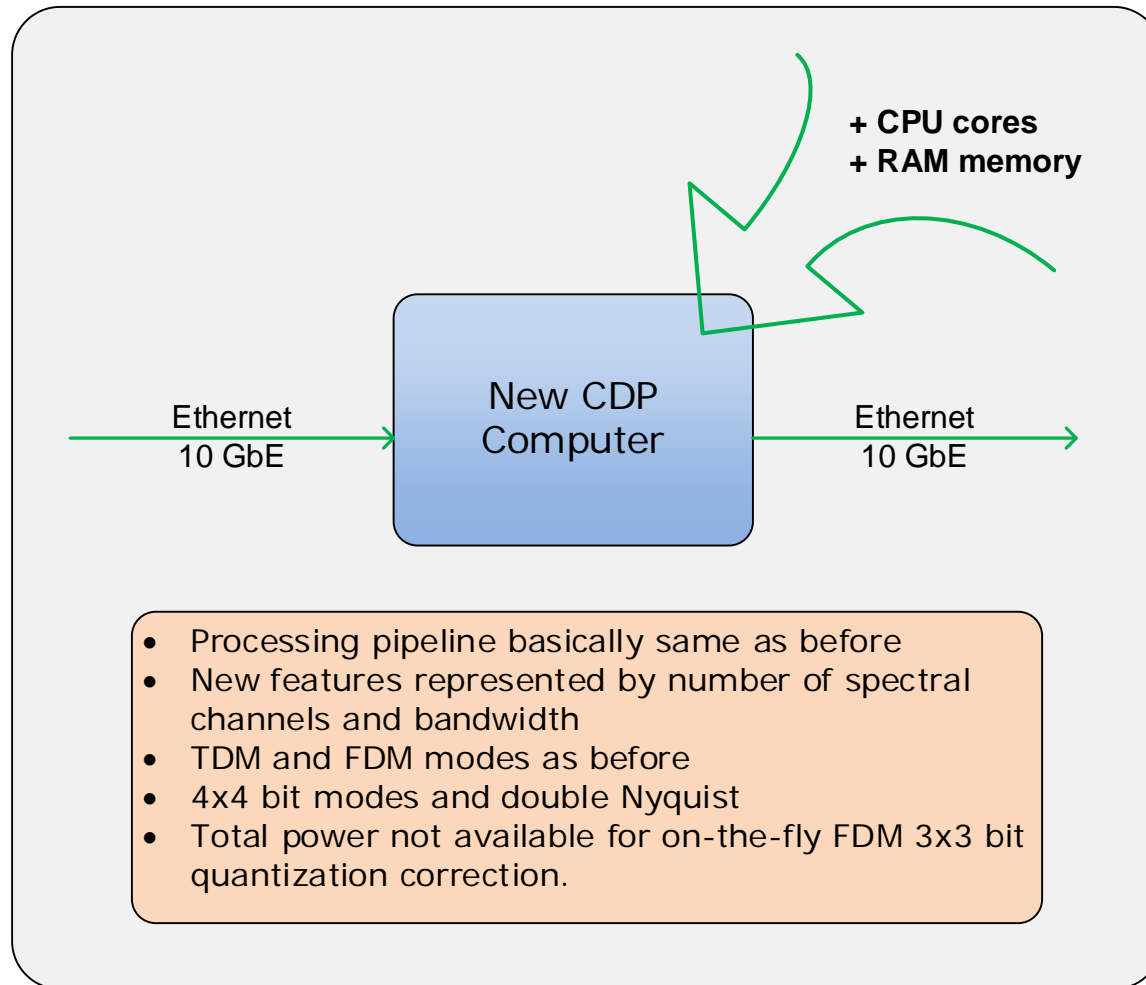 + CPU cores
+ RAM memory
Ethernet
10 GbE
New CDP
Computer
Ethernet
10 GbE
• Processing pipeline basically same as before
• New features represented by number of spectral
channels and bandwidth
• TDM and FDM modes as before
• 4x4 bit modes and double Nyquist
• Total power not available for on-the-fly FDM 3x3 bit
quantization correction.